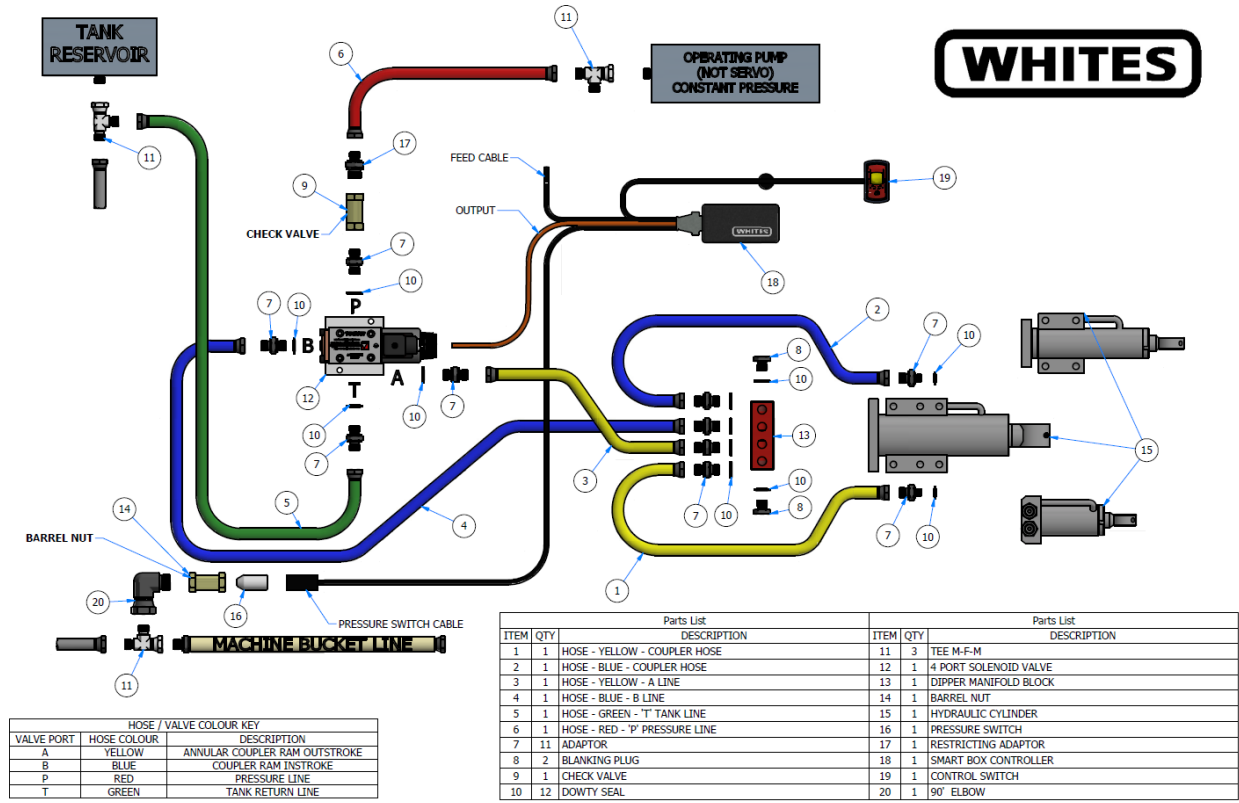 TANK
RESERVOIR
11
6
11
OPERATING PUMP
(NOT SERVO)
CONSTANT PRESSURE
WHITES
17
9
CHECK VALVE
7
10
P
FEED CABLE
OUTPUT
19
WHITES
18
7
10
B
12
A
T
10
7
10
7
2
8
10
13
10
8
7
10
7
10
15
3
7
10
4
5
1
14
BARREL NUT
20
16
PRESSURE SWITCH CABLE
MACHINE BUCKET LINE
11
HOSE / VALVE COLOUR KEY
VALVE PORT HOSE COLOUR DESCRIPTION
A YELLOW ANNULAR COUPLER RAM OUTSTROKE
B BLUE COUPLER RAM INSTROKE
P RED PRESSURE LINE
T GREEN TANK RETURN LINE
Parts List
ITEM QTY DESCRIPTION
1 1 HOSE - YELLOW - COUPLER HOSE
2 1 HOSE - BLUE - COUPLER HOSE
3 1 HOSE - YELLOW - A LINE
4 1 HOSE - BLUE - B LINE
5 1 HOSE - GREEN - 'T' TANK LINE
6 1 HOSE - RED - 'P' PRESSURE LINE
7 11 ADAPTOR
8 2 BLANKING PLUG
9 1 CHECK VALVE
10 12 DOWTY SEAL
Parts List
ITEM QTY DESCRIPTION
11 3 TEE M-F-M
12 1 4 PORT SOLENOID VALVE
13 1 DIPPER MANIFOLD BLOCK
14 1 BARREL NUT
15 1 HYDRAULIC CYLINDER
16 1 PRESSURE SWITCH
17 1 RESTRICTING ADAPTOR
18 1 SMART BOX CONTROLLER
19 1 CONTROL SWITCH
20 1 90' ELBOW